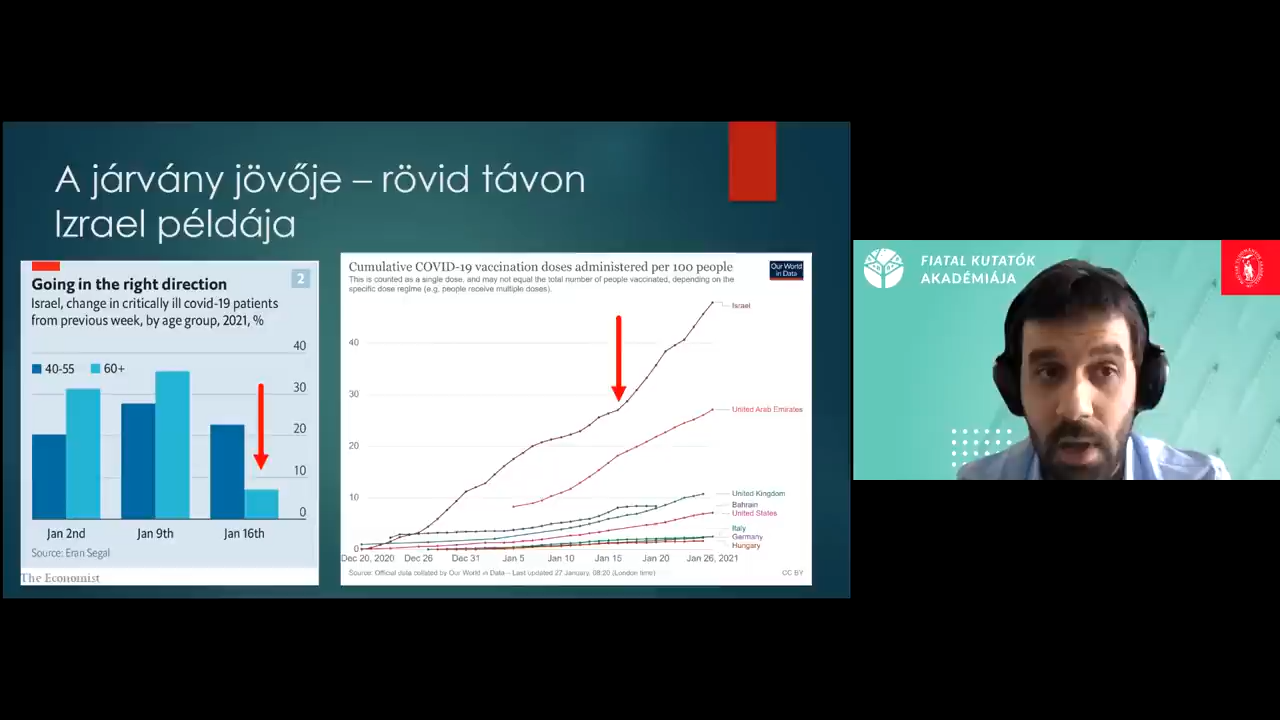 A járvány jövője – rövid távon
Izrael példája
Going in the right direction
2
Israel, change in critically ill covid-19 patients
from previous week, by age group, 2021, %
40
40-55
60+
30
20
10
0
Jan 2nd
Jan 9th
Jan 16th
Source: Eran Segal
The Economist
Cumulative COVID-19 vaccination doses administered per 100 people
This is counted as a single dose, and may not equal the total number of people vaccinated, depending on the
specific dose regime (e.g. people receive multiple doses).
Our World
in Data
Israel
40
30
United Arab Emirates
20
10
United Kingdom
Bahrain
United States
Italy
Germany
Hungary
0
Dec 20, 2020
Dec 26
Dec 31
Jan 5
Jan 10
Jan 15
Jan 20
Jan 26, 2021
Source: Official data collated by Our World in Data – Last updated 27 January, 08:20 (London time)
CC BY
FIATAL KUTATÓK
AKADÉMIÁJA